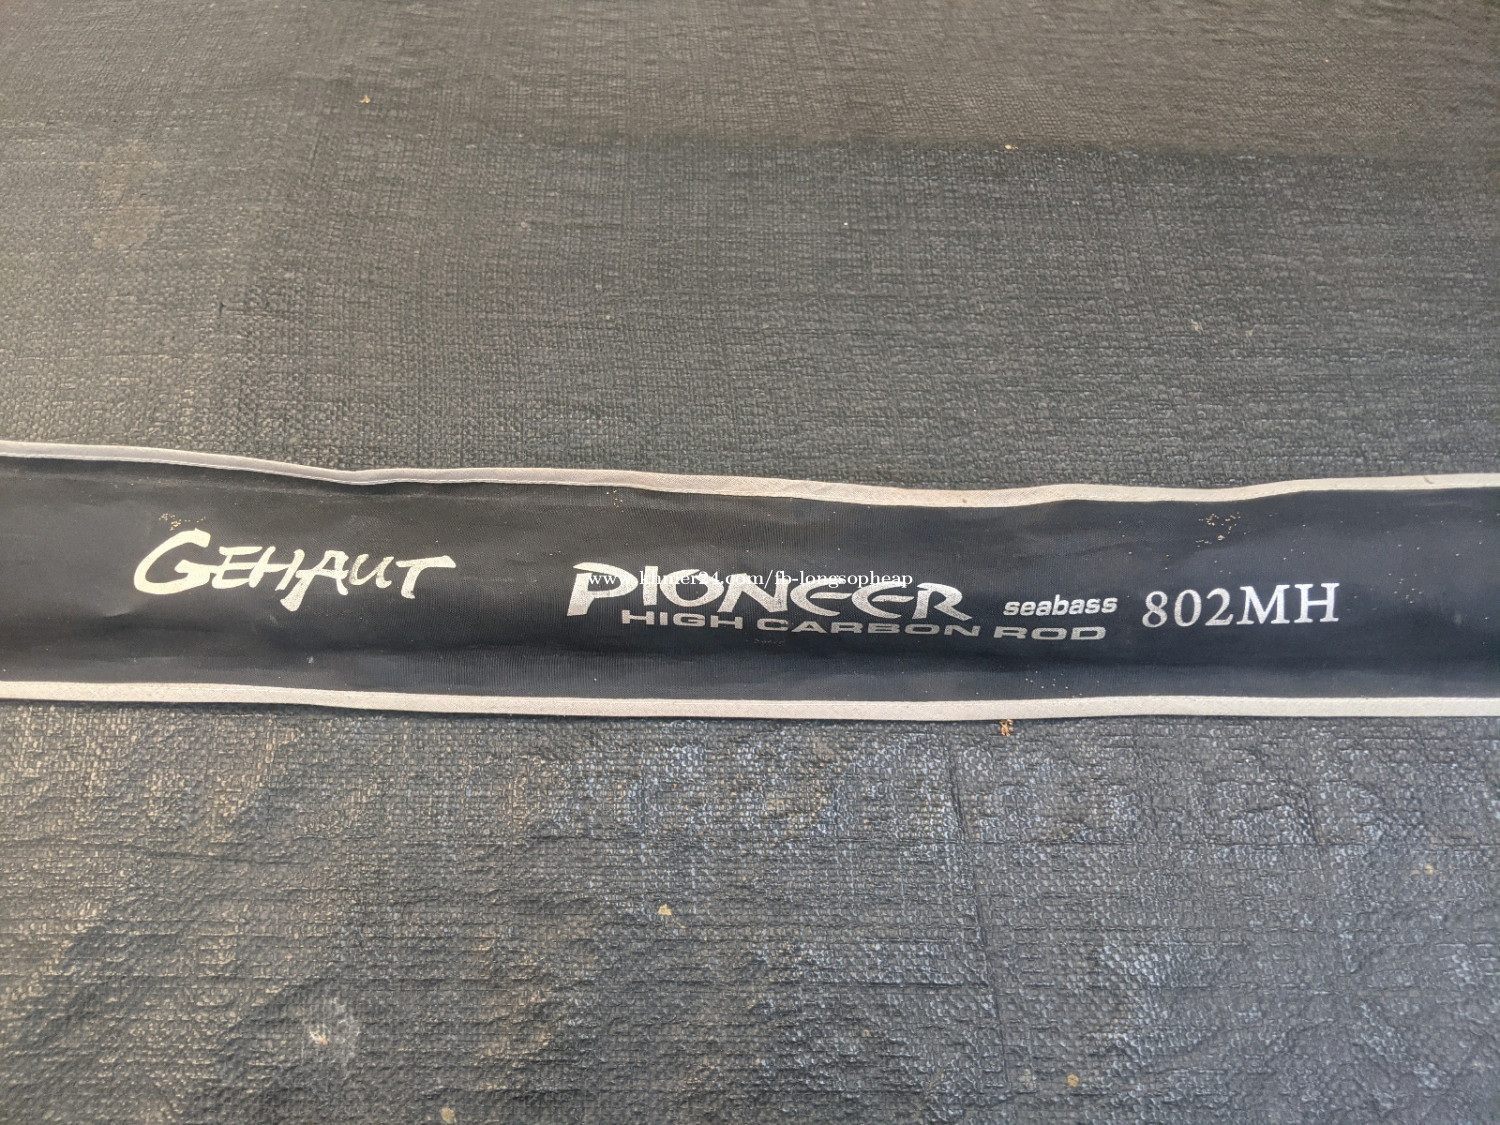 GEHAUT PIONEER seabass 802MH
HIGH CARBON ROD
www.khmer24.com/fb-longsopheap